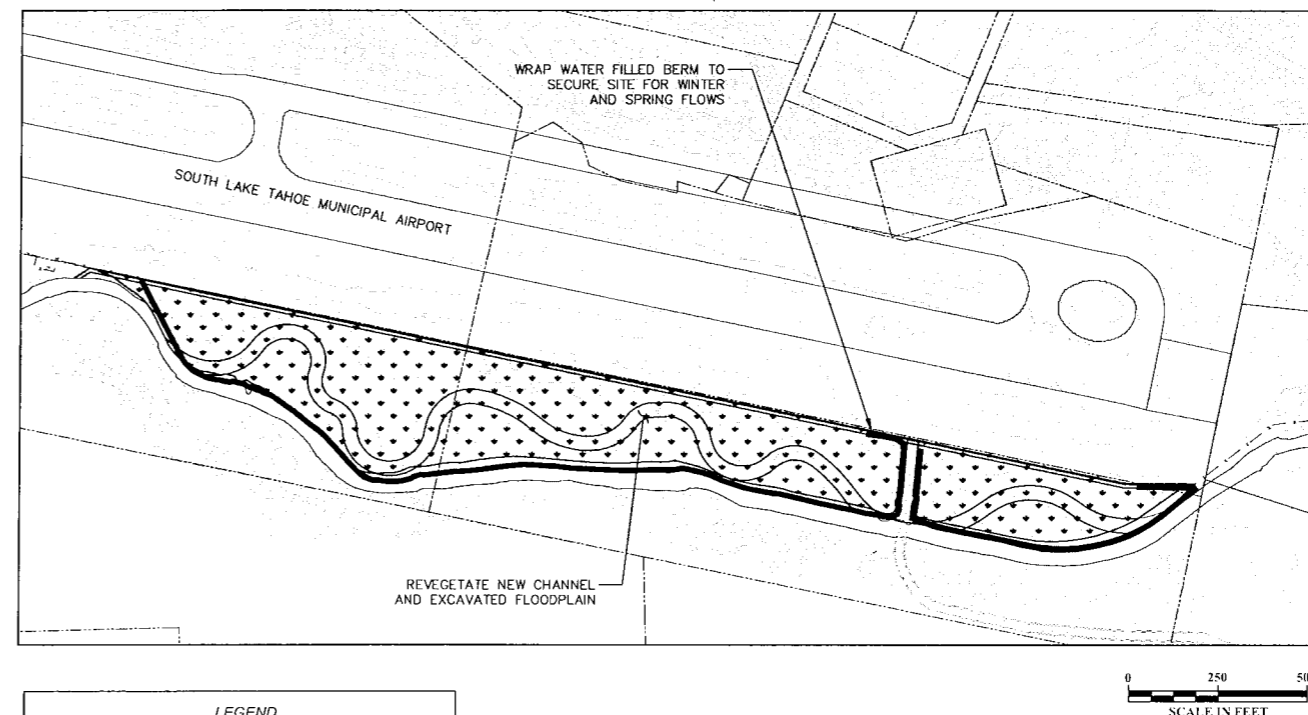 WRAP WATER FILLED BERM TO
SECURE SITE FOR WINTER
AND SPRING FLOWS
SOUTH LAKE TAHOE MUNICIPAL AIRPORT
REVEGETATE NEW CHANNEL
AND EXCAVATED FLOODPLAIN
0 250 50
SCALE IN FEET
LEGEND